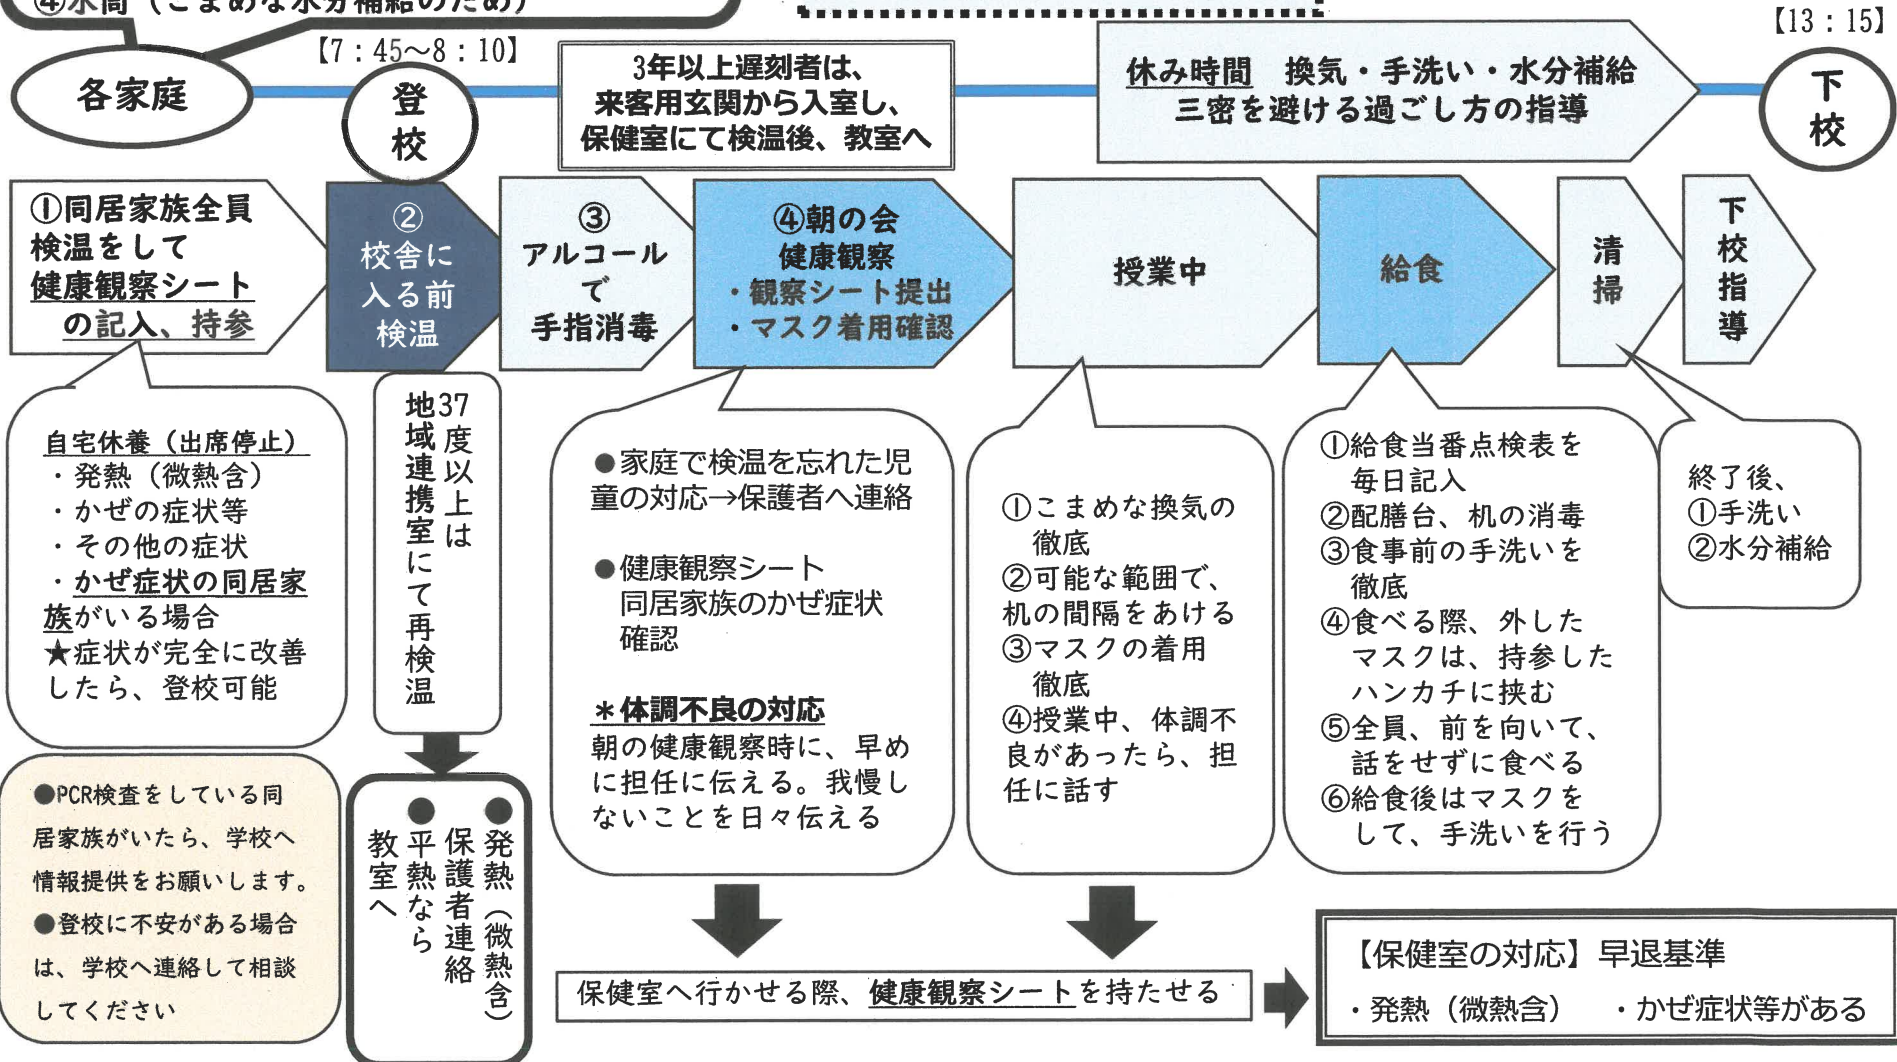 ④水筒（こまめな水分補給のため）
【7：45～8：10】
【13：15】
各家庭
登
校
3年以上遅刻者は、
来客用玄関から入室し、
保健室にて検温後、教室へ
休み時間　換気・手洗い・水分補給
三密を避ける過ごし方の指導
下
校
①同居家族全員
検温をして
健康観察シート
の記入、持参
②
校舎に
入る前
検温
③
アルコール
で
手指消毒
④朝の会
健康観察
・観察シート提出
・マスク着用確認
授業中
給食
清
掃
下
校
指
導
自宅休養（出席停止）
・発熱（微熱含）
・かぜの症状等
・その他の症状
・かぜ症状の同居家
族がいる場合
★症状が完全に改善
したら、登校可能
37度以上は
地域連携室にて再検温
●家庭で検温を忘れた児
童の対応→保護者へ連絡
●健康観察シート
同居家族のかぜ症状
確認
＊体調不良の対応
朝の健康観察時に、早め
に担任に伝える。我慢し
ないことを日々伝える
①こまめな換気の
徹底
②可能な範囲で、
机の間隔をあける
③マスクの着用
徹底
④授業中、体調不
良があったら、担
任に話す
①給食当番点検表を
毎日記入
②配膳台、机の消毒
③食事前の手洗いを
徹底
④食べる際、外した
マスクは、持参した
ハンカチに挟む
⑤全員、前を向いて、
話をせずに食べる
⑥給食後はマスクを
して、手洗いを行う
終了後、
①手洗い
②水分補給
●PCR検査をしている同
居家族がいたら、学校へ
情報提供をお願いします。
●登校に不安がある場合
は、学校へ連絡して相談
してください
●発熱（微熱含）
保護者連絡
●平熱なら
教室へ
保健室へ行かせる際、健康観察シートを持たせる
【保健室の対応】早退基準
・発熱（微熱含）　・かぜ症状等がある